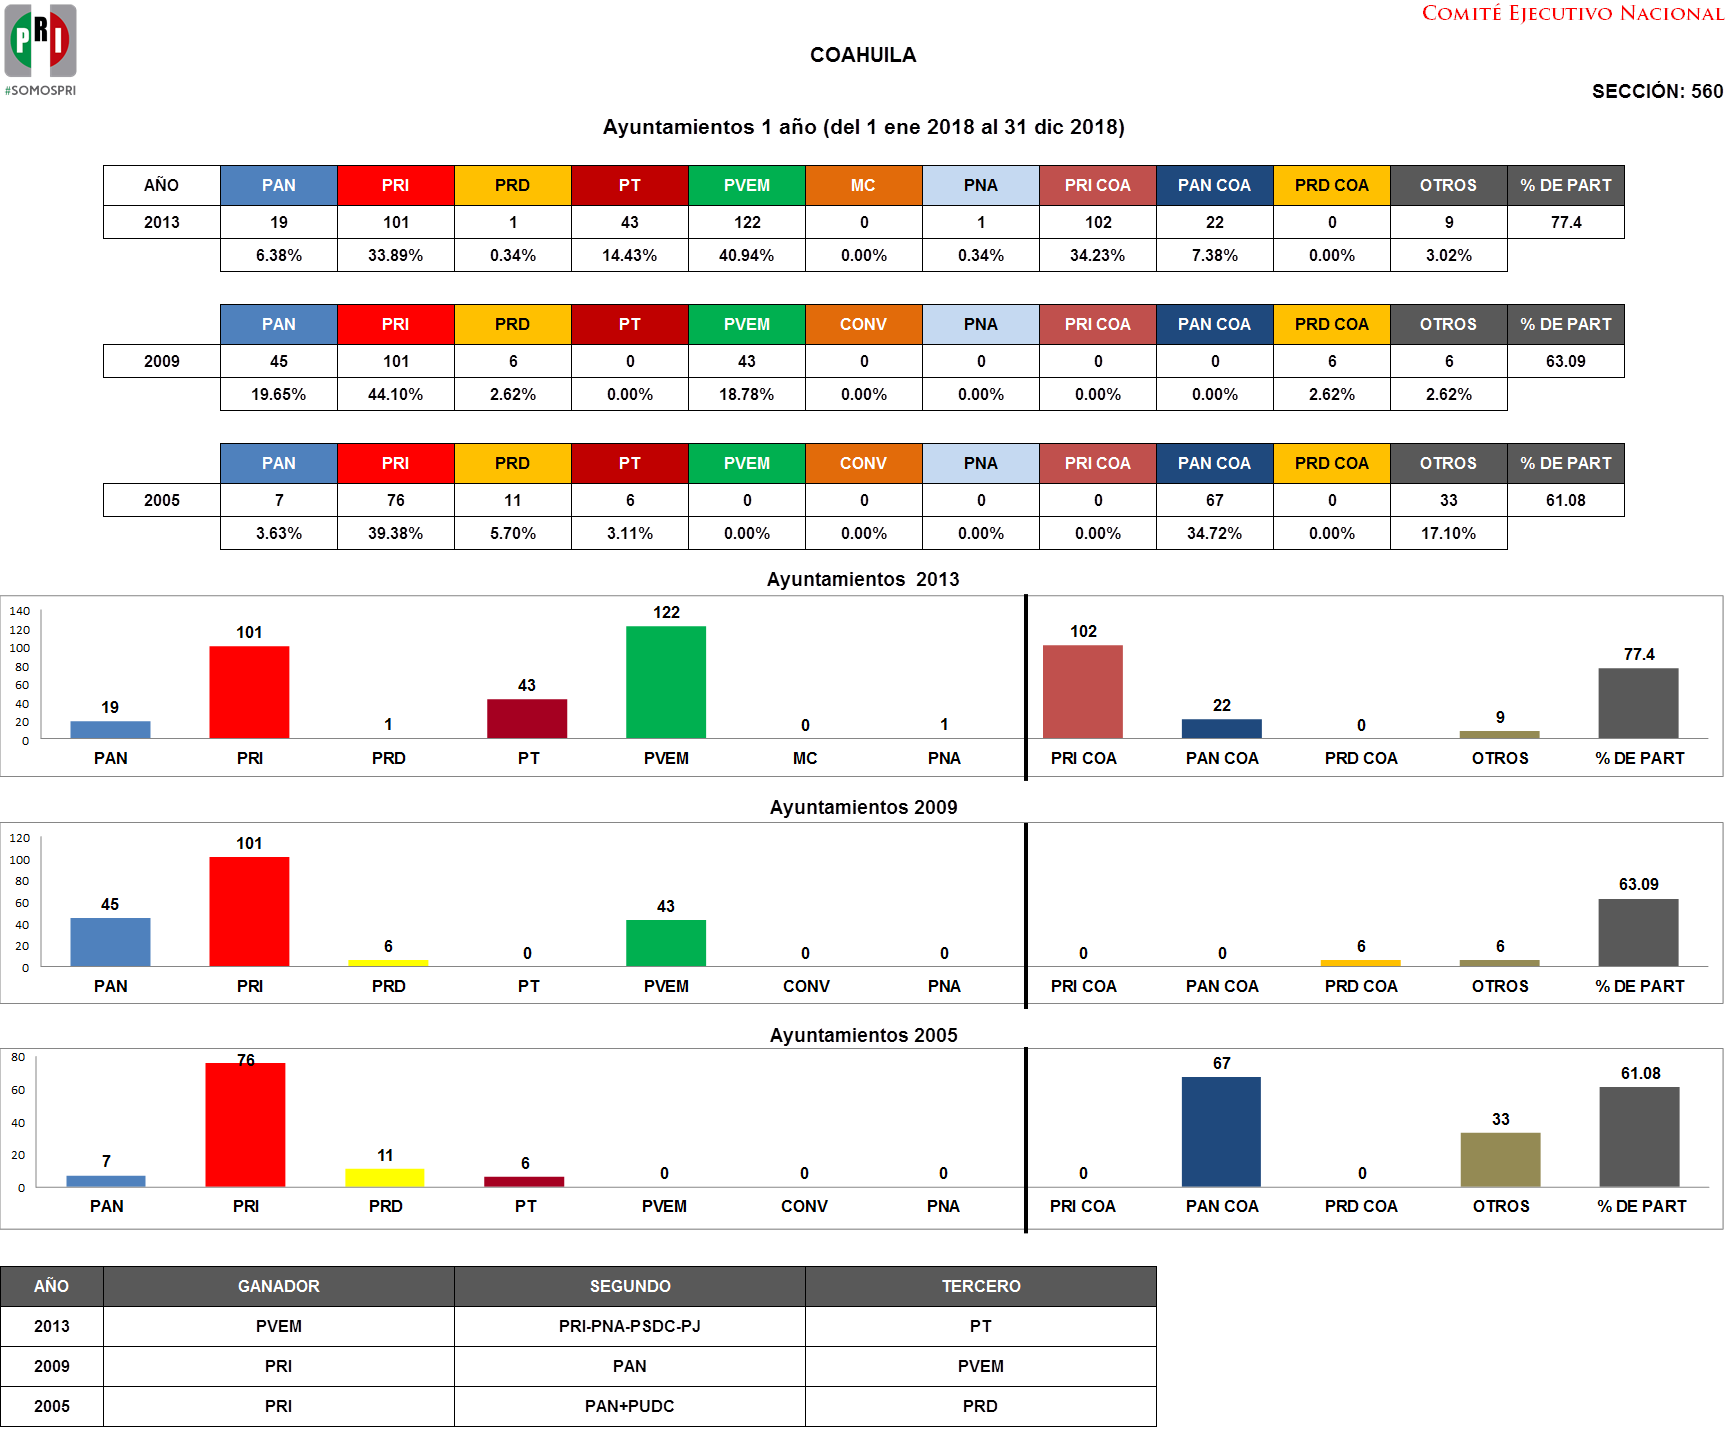 PRI
#SOMOSPRI
COMITÉ EJECUTIVO NACIONAL
COAHUILA
SECCIÓN: 560
Ayuntamientos 1 año (del 1 ene 2018 al 31 dic 2018)
AÑO PAN PRI PRD PT PVEM MC PNA PRI COA PAN COA PRD COA OTROS % DE PART
2013 19 101 1 43 122 0 1 102 22 0 9 77.4
6.38% 33.89% 0.34% 14.43% 40.94% 0.00% 0.34% 34.23% 7.38% 0.00% 3.02%
PAN PRI PRD PT PVEM CONV PNA PRI COA PAN COA PRD COA OTROS % DE PART
2009 45 101 6 0 43 0 0 0 0 6 6 63.09
19.65% 44.10% 2.62% 0.00% 18.78% 0.00% 0.00% 0.00% 0.00% 2.62% 2.62%
PAN PRI PRD PT PVEM CONV PNA PRI COA PAN COA PRD COA OTROS % DE PART
2005 7 76 11 6 0 0 0 0 67 0 33 61.08
3.63% 39.38% 5.70% 3.11% 0.00% 0.00% 0.00% 0.00% 34.72% 0.00% 17.10%
Ayuntamientos 2013
140
120
100
80
60
40
20
0
19 101 1 43 122 0 1 102 22 0 9 77.4
PAN PRI PRD PT PVEM MC PNA PRI COA PAN COA PRD COA OTROS % DE PART
Ayuntamientos 2009
120
100
80
60
40
20
0
45 101 6 0 43 0 0 0 0 6 6 63.09
PAN PRI PRD PT PVEM CONV PNA PRI COA PAN COA PRD COA OTROS % DE PART
Ayuntamientos 2005
80
60
40
20
0
7 76 11 6 0 0 0 0 67 0 33 61.08
PAN PRI PRD PT PVEM CONV PNA PRI COA PAN COA PRD COA OTROS % DE PART
AÑO GANADOR SEGUNDO TERCERO
2013 PVEM PRI-PNA-PSDC-PJ PT
2009 PRI PAN PVEM
2005 PRI PAN+PUDC PRD